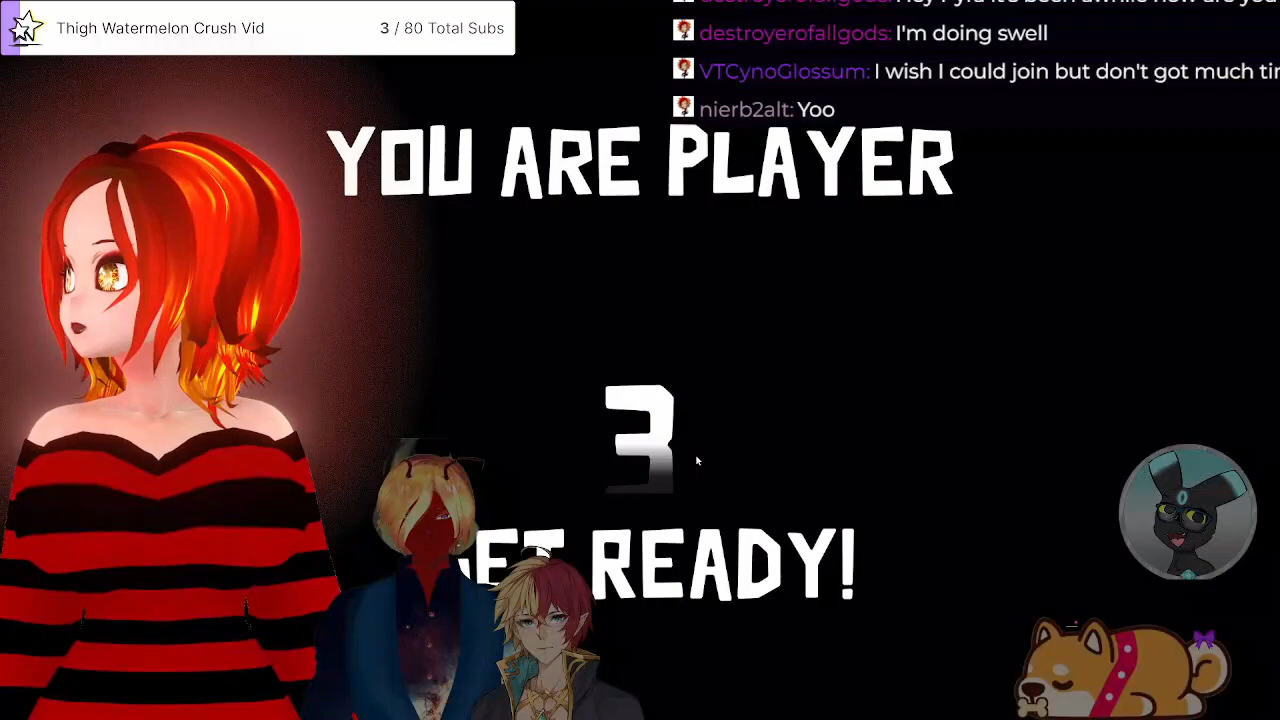 Thigh Watermelon Crush Vid 3 / 80 Total Subs
destroyerofallgods: I'm doing swell
VTCynoGlossum: I wish I could join but don't got much
nierb2alt: Yoo
YOU ARE PLAYER
3
READY!